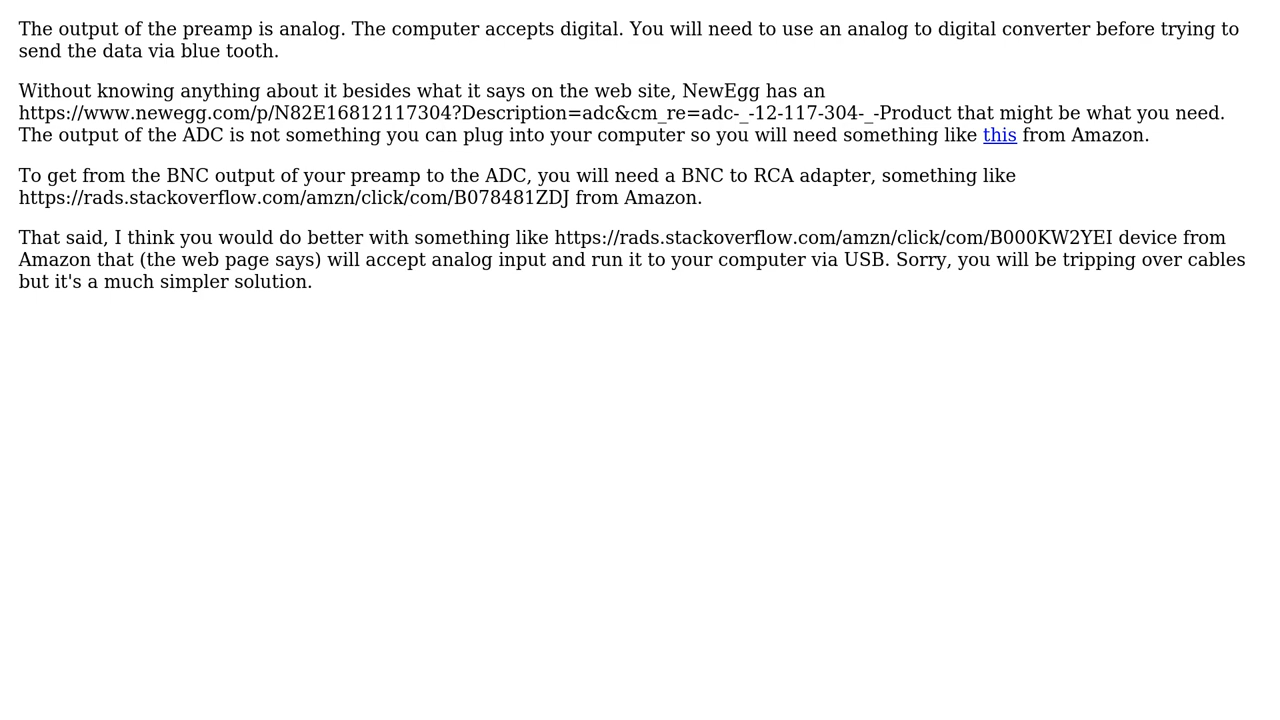 The output of the preamp is analog. The computer accepts digital. You will need to use an analog to digital converter before trying to
send the data via blue tooth.
Without knowing anything about it besides what it says on the web site, NewEgg has an
https://www.newegg.com/p/N82E16812117304?Description=adc&cm_re=adc-_-12-117-304-_-Product that might be what you need.
The output of the ADC is not something you can plug into your computer so you will need something like this from Amazon.
To get from the BNC output of your preamp to the ADC, you will need a BNC to RCA adapter, something like
https://rads.stackoverflow.com/amzn/click/com/B078481ZDJ from Amazon.
That said, I think you would do better with something like https://rads.stackoverflow.com/amzn/click/com/B000KW2YEI device from
Amazon that (the web page says) will accept analog input and run it to your computer via USB. Sorry, you will be tripping over cables
but it's a much simpler solution.